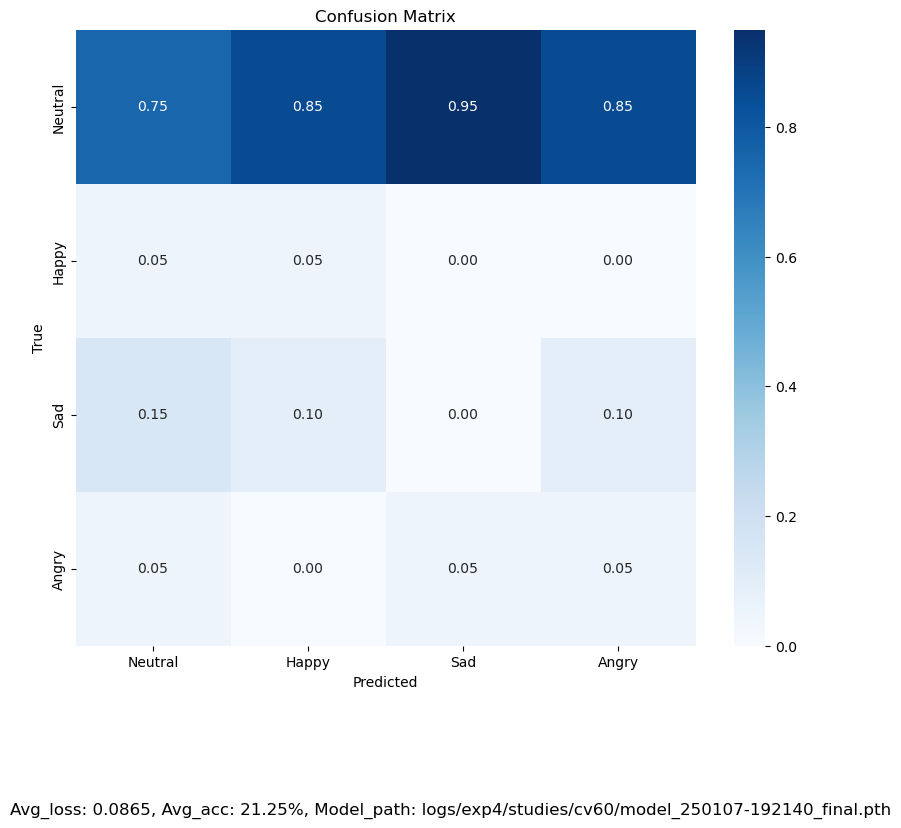 Confusion Matrix
Neutral 0.75 0.85 0.95 0.85
Happy 0.05 0.05 0.00 0.00
Sad 0.15 0.10 0.00 0.10
Angry 0.05 0.00 0.05 0.05
True
Neutral Happy Sad Angry
Predicted
0.8
0.6
0.4
0.2
0.0
Avg_loss: 0.0865, Avg_acc: 21.25%, Model_path: logs/exp4/studies/cv60/model_250107-192140_final.pth